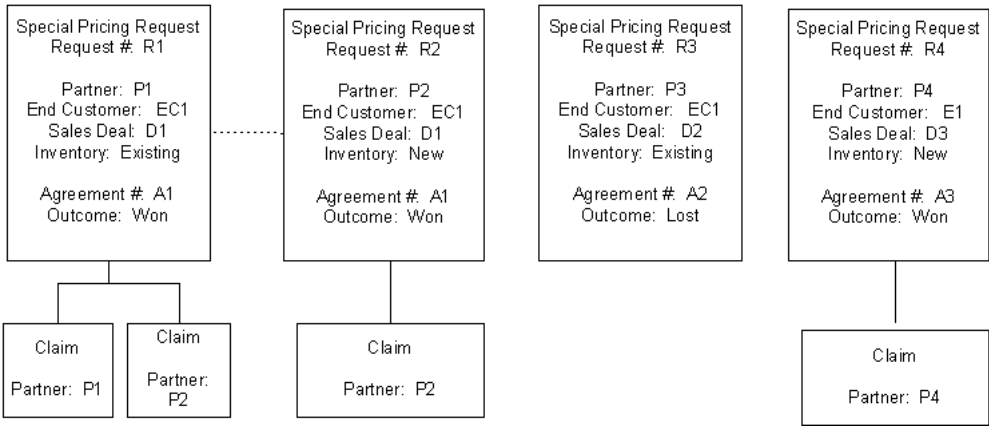 Special Pricing Request
Request #: R1
Partner: P1
End Customer: EC1
Sales Deal: D1
Inventory: Existing
Agreement #: A1
Outcome: Won
Special Pricing Request
Request #: R2
Partner: P2
End Customer: EC1
Sales Deal: D1
Inventory: New
Agreement #: A1
Outcome: Won
Special Pricing Request
Request #: R3
Partner: P3
End Customer: EC1
Sales Deal: D2
Inventory: Existing
Agreement #: A2
Outcome: Lost
Special Pricing Request
Request #: R4
Partner: P4
End Customer: E1
Sales Deal: D3
Inventory: New
Agreement #: A3
Outcome: Won
Claim
Partner: P1
Claim
Partner:
P2
Claim
Partner: P2
Claim
Partner: P4